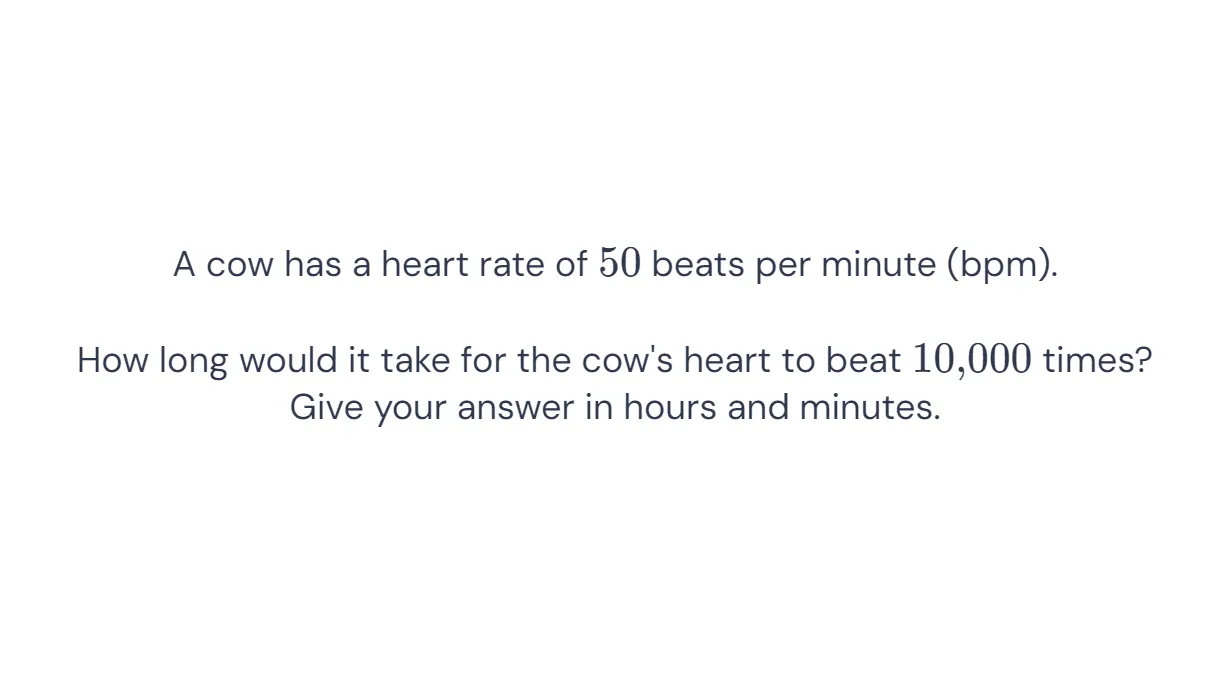 A cow has a heart rate of 50 beats per minute (bpm).
How long would it take for the cow's heart to beat 10,000 times?
Give your answer in hours and minutes.